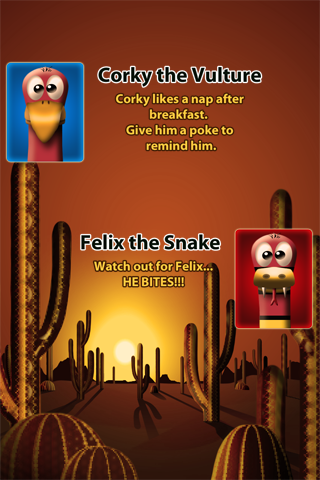 Corky the Vulture
Corky likes a nap after
breakfast.
Give him a poke to
remind him.
Felix the Snake
Watch out for Felix...
HE BITES!!!